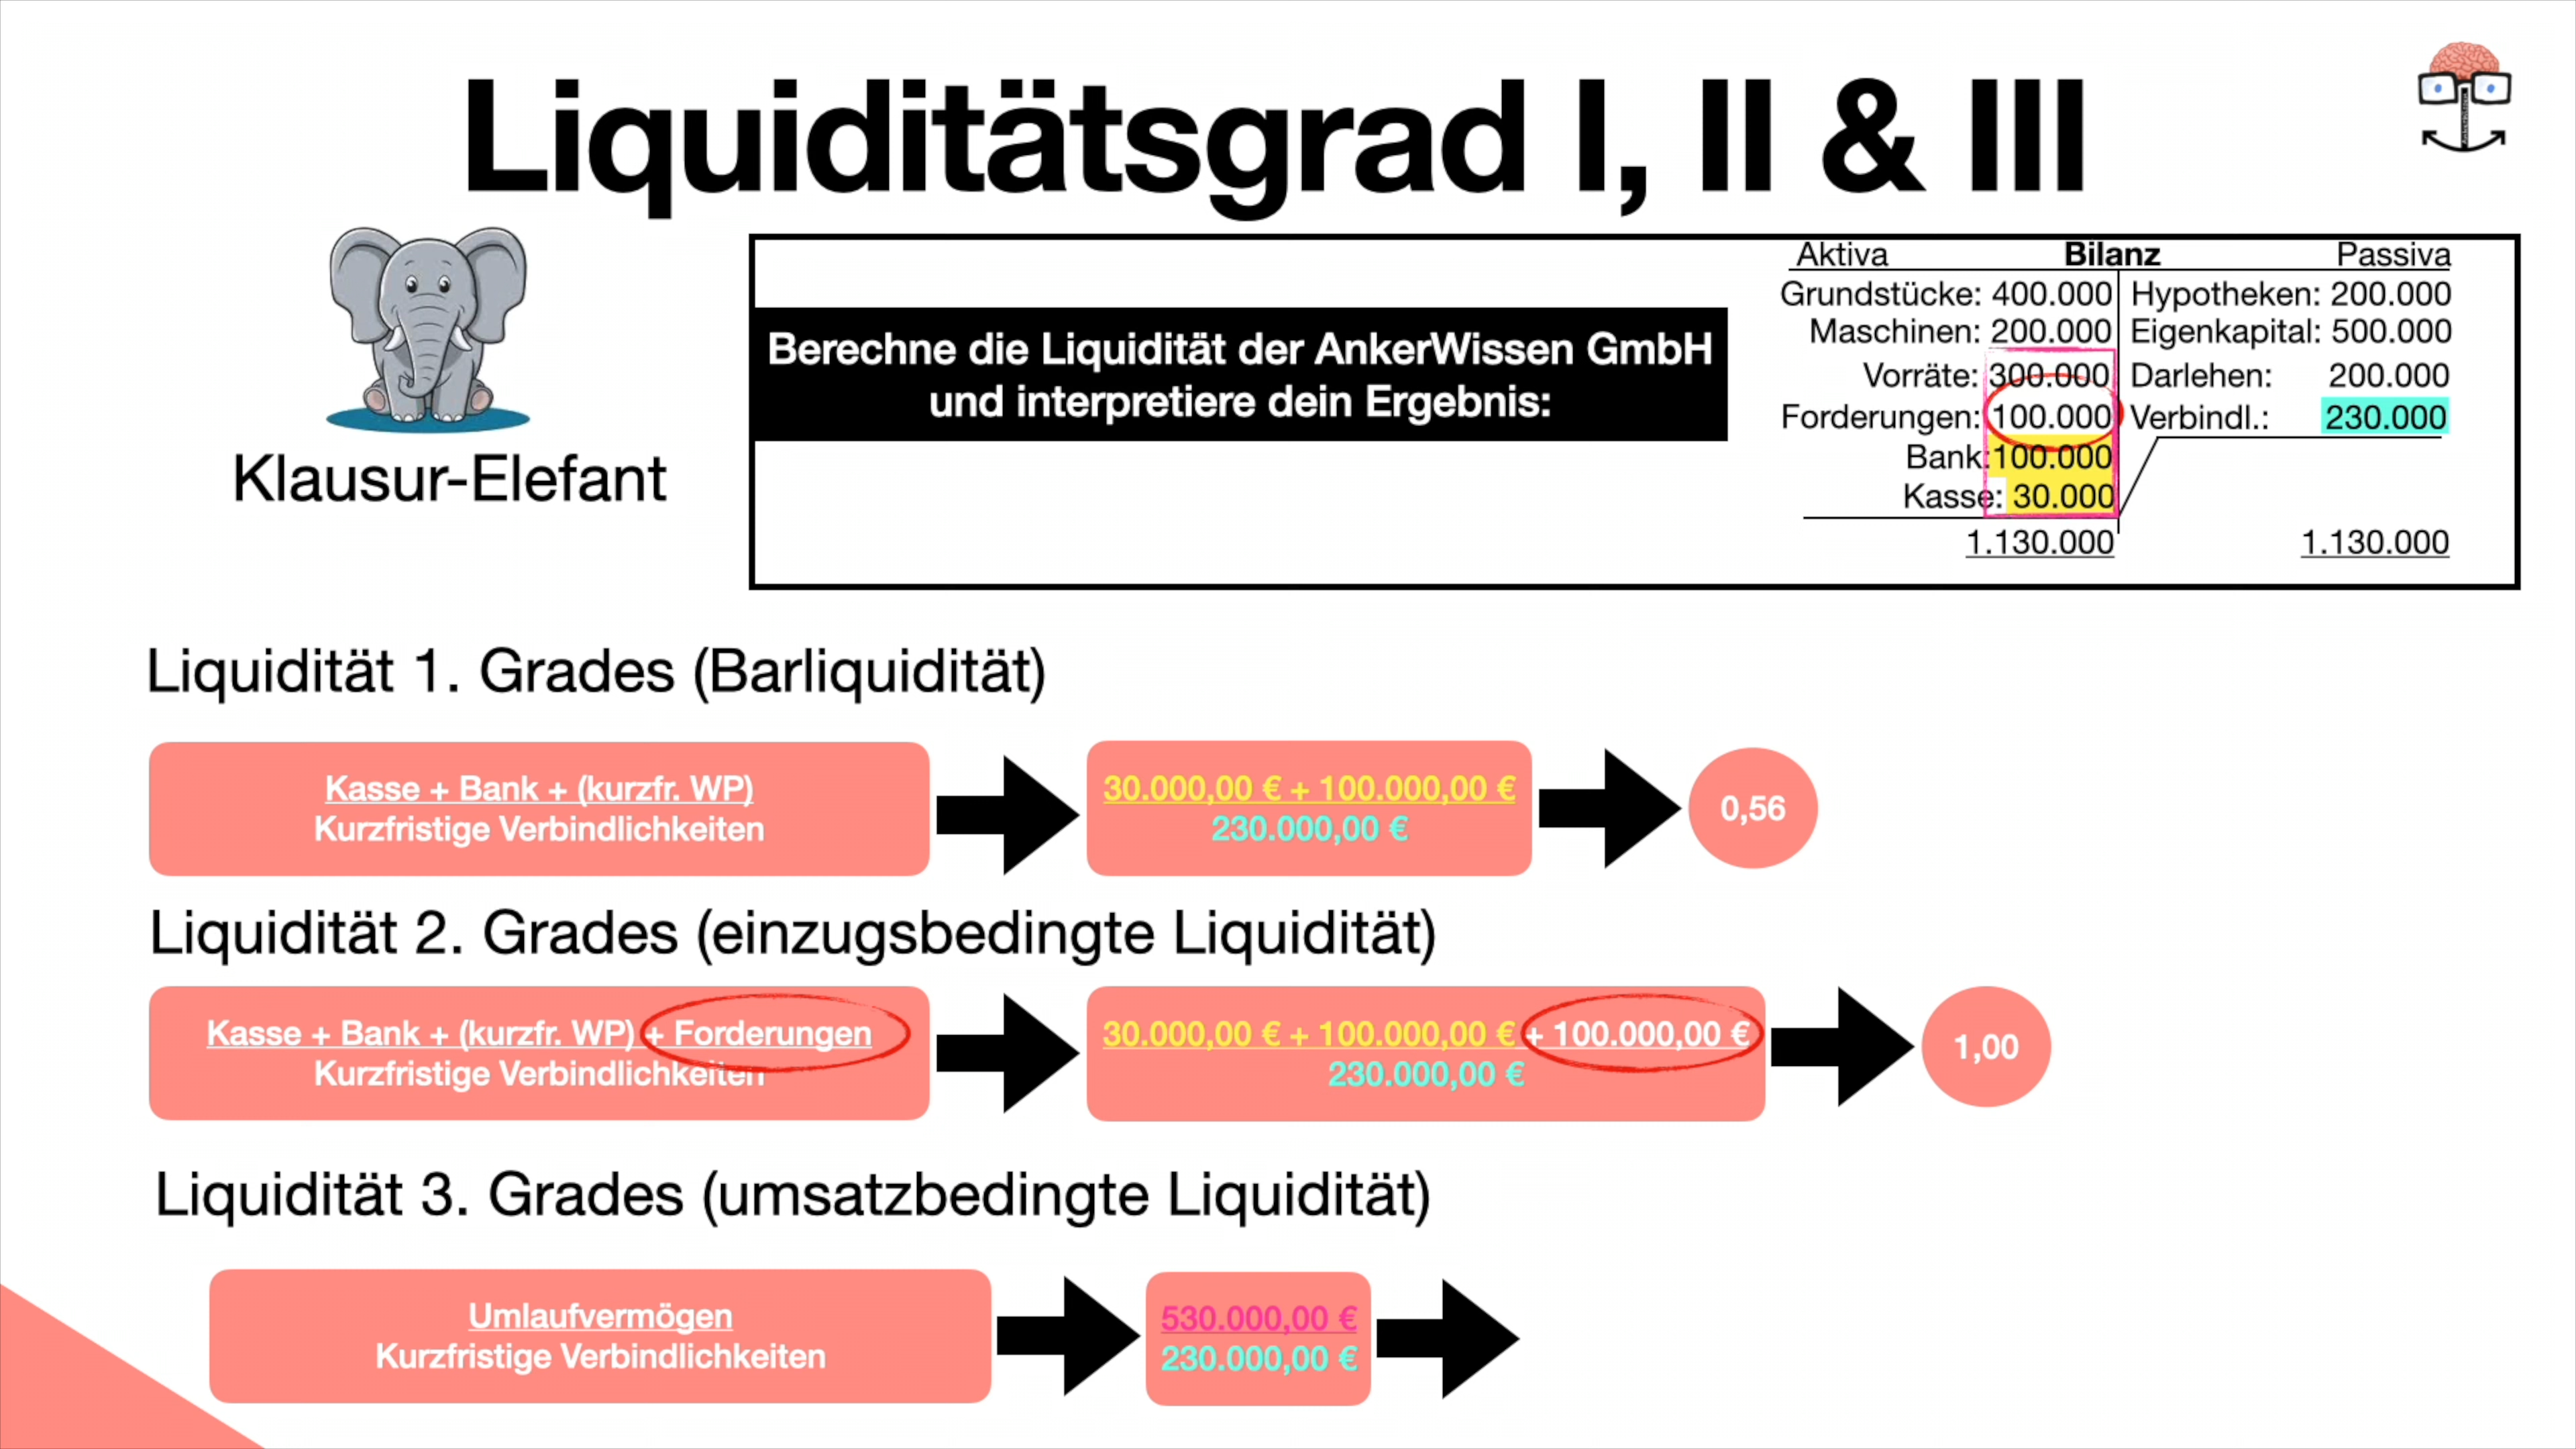 Liquiditätsgrad I, II & III
Klausur-Elefant
Berechne die Liquidität der AnkerWissen GmbH
und interpretiere dein Ergebnis:
Aktiva Bilanz Passiva
Grundstücke: 400.000 Hypotheken: 200.000
Maschinen: 200.000 Eigenkapital: 500.000
Vorräte: 300.000 Darlehen: 200.000
Forderungen: 100.000 Verbindl.: 230.000
Bank: 100.000
Kasse: 30.000
1.130.000 1.130.000
Liquidität 1. Grades (Barliquidität)
Kasse + Bank + (kurzfr. WP)
Kurzfristige Verbindlichkeiten
30.000,00 € + 100.000,00 €
230.000,00 €
0,56
Liquidität 2. Grades (einzugsbedingte Liquidität)
Kasse + Bank + (kurzfr. WP) + Forderungen
Kurzfristige Verbindlichkeiten
30.000,00 € + 100.000,00 € + 100.000,00 €
230.000,00 €
1,00
Liquidität 3. Grades (umsatzbedingte Liquidität)
Umlaufvermögen
Kurzfristige Verbindlichkeiten
530.000,00 €
230.000,00 €